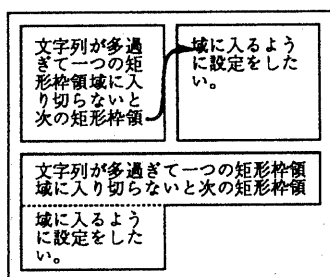 文字列が多過
ぎて一つの矩
形枠領域に入
り切らないと
次の矩形枠領
域に入るよう
に設定をした
い。
文字列が多過ぎて一つの矩形枠領
域に入り切らないと次の矩形枠領
域に入るよう
に設定をした
い。